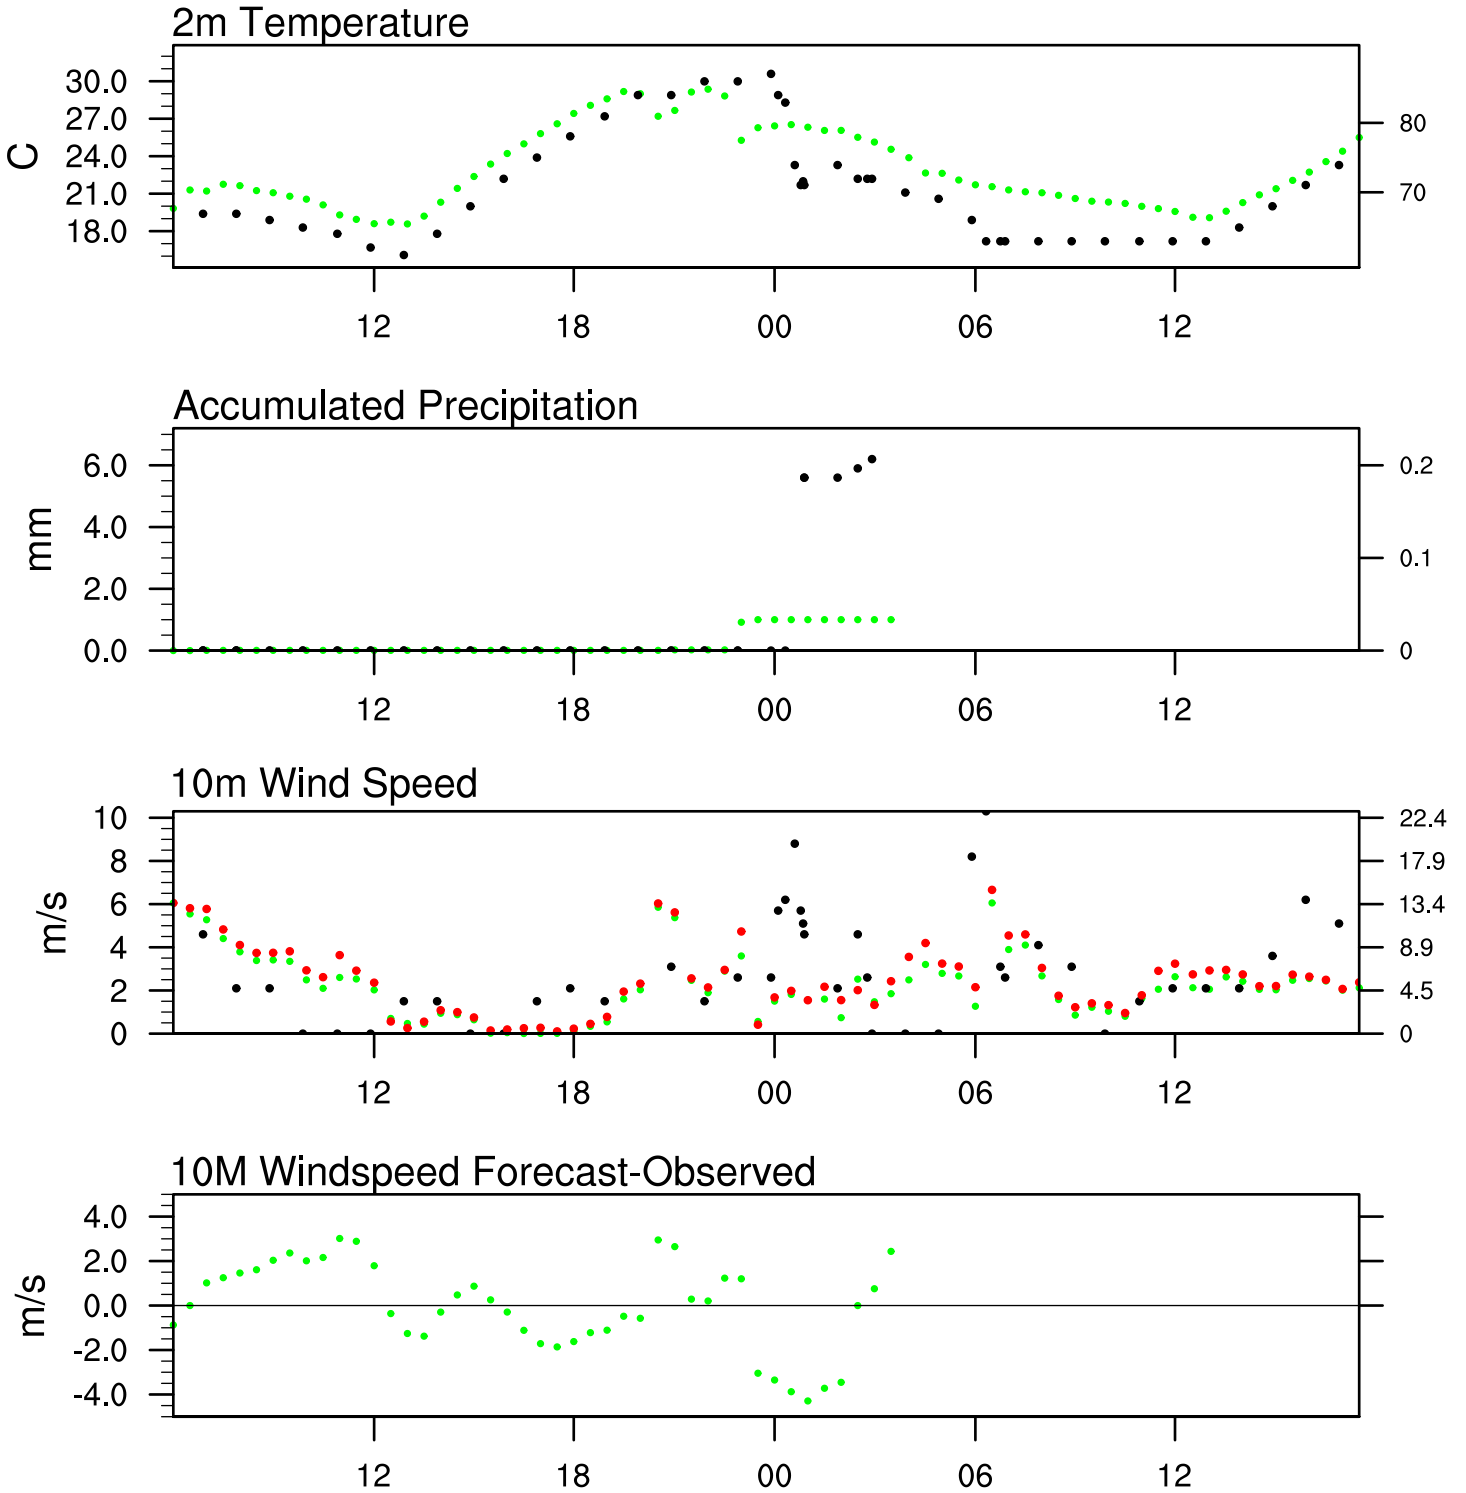 2m Temperature
30.0
27.0
24.0
21.0
18.0
C
80
70
12 18 00 06 12
Accumulated Precipitation
6.0
4.0
2.0
0.0
mm
0.2
0.1
0
12 18 00 06 12
10m Wind Speed
10
8
6
4
2
0
m/s
22.4
17.9
13.4
8.9
4.5
0
12 18 00 06 12
10M Windspeed Forecast-Observed
4.0
2.0
0.0
-2.0
-4.0
m/s
12 18 00 06 12